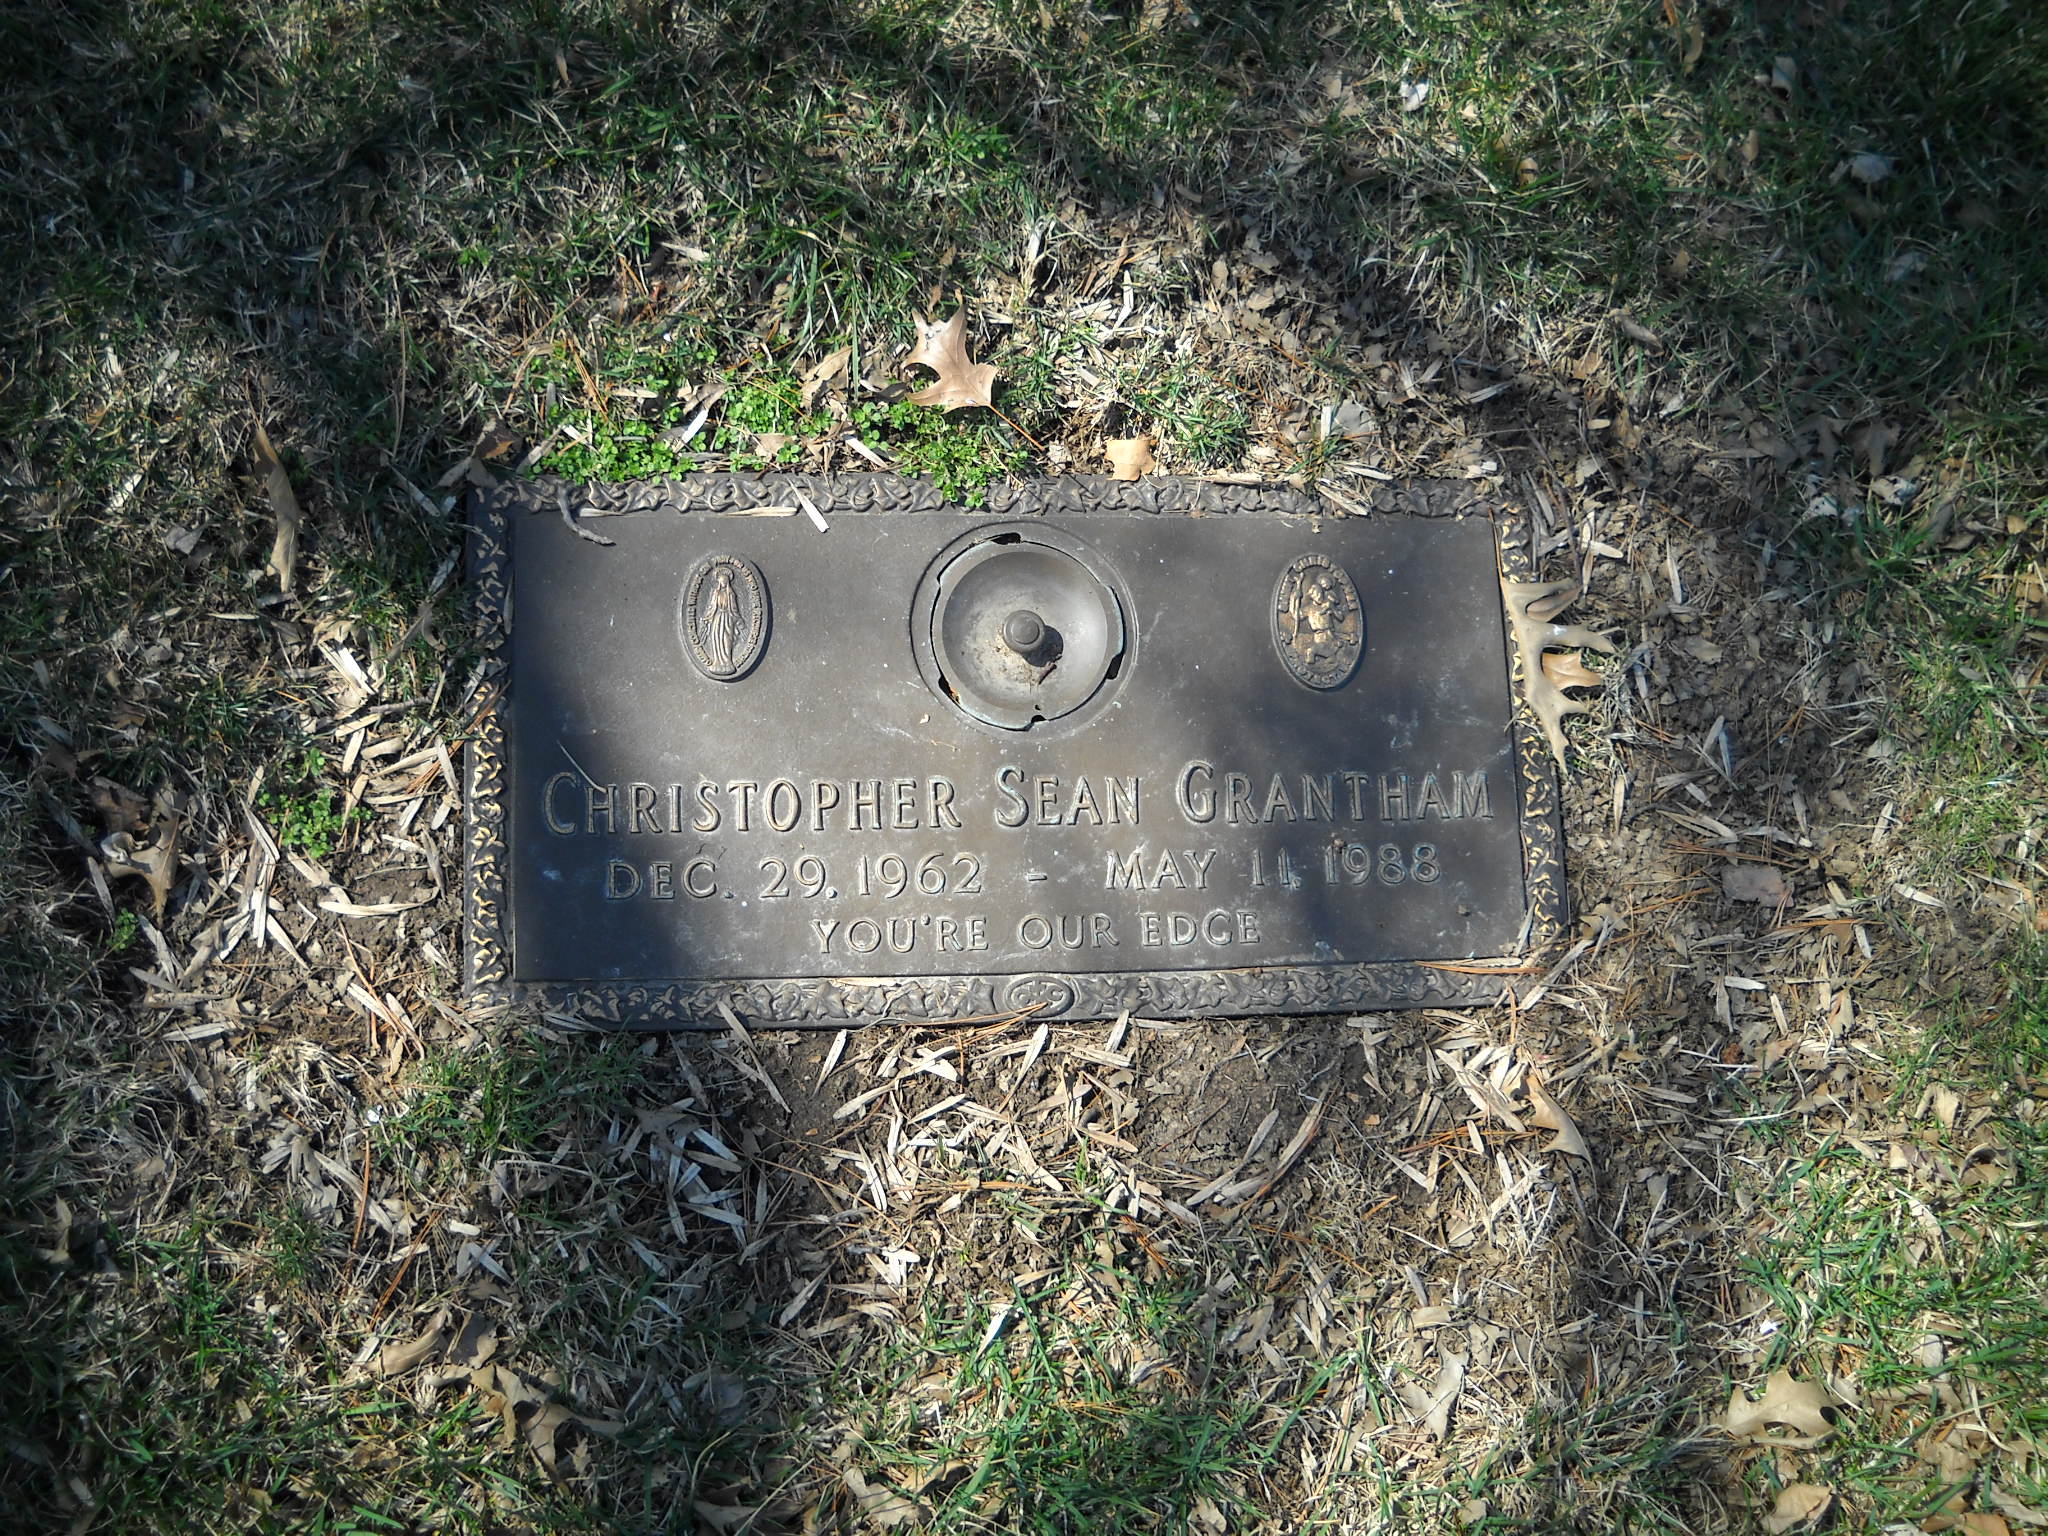 CHRISTOPHER SEAN GRANTHAM
DEC. 29, 1962 - MAY 11, 1988
YOU'RE OUR EDGE